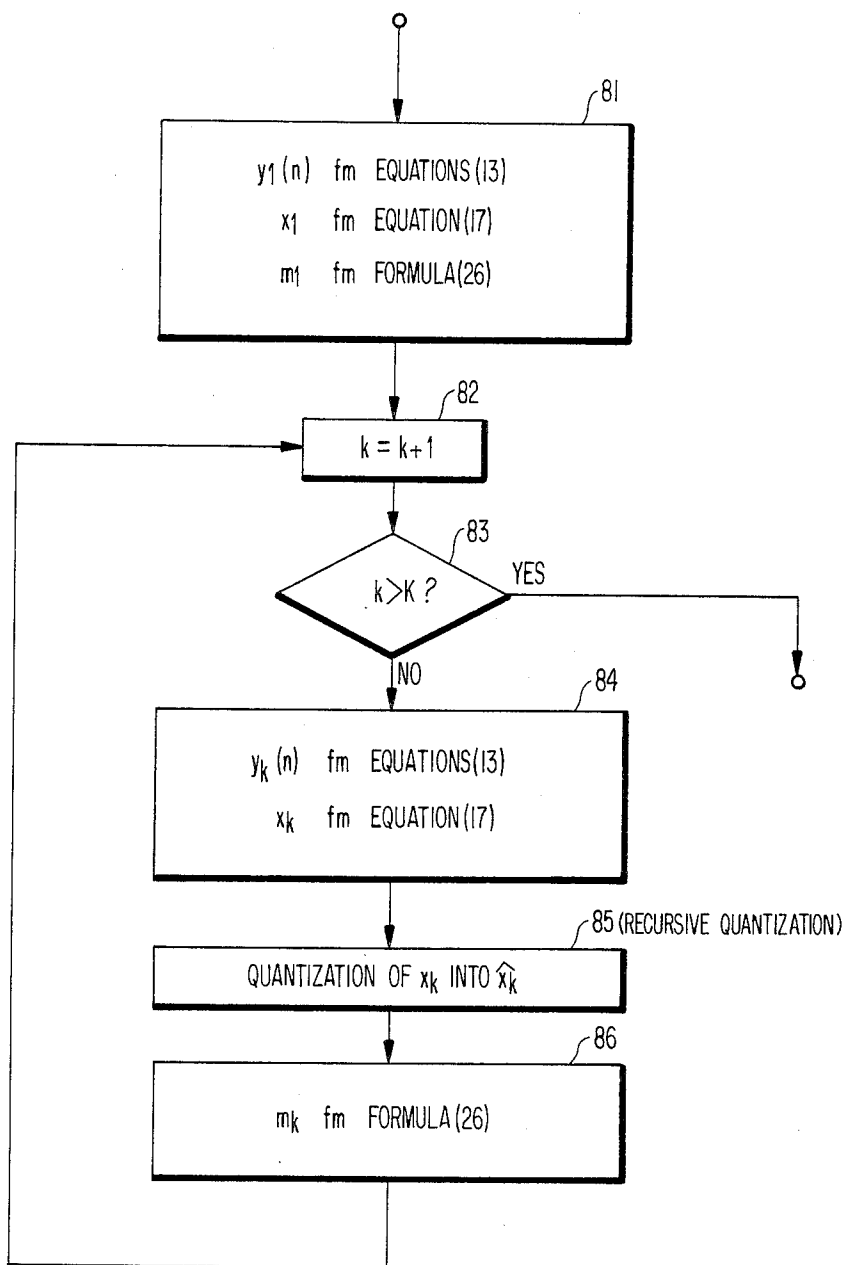 81
y1(n) fm EQUATIONS(13)
x1 fm EQUATION(17)
m1 fm FORMULA(26)
82
k = k+1
83
k>K ?
YES
NO
84
yk(n) fm EQUATIONS(13)
xk fm EQUATION(17)
85 (RECURSIVE QUANTIZATION)
QUANTIZATION OF xk INTO x̂k
86
mk fm FORMULA(26)